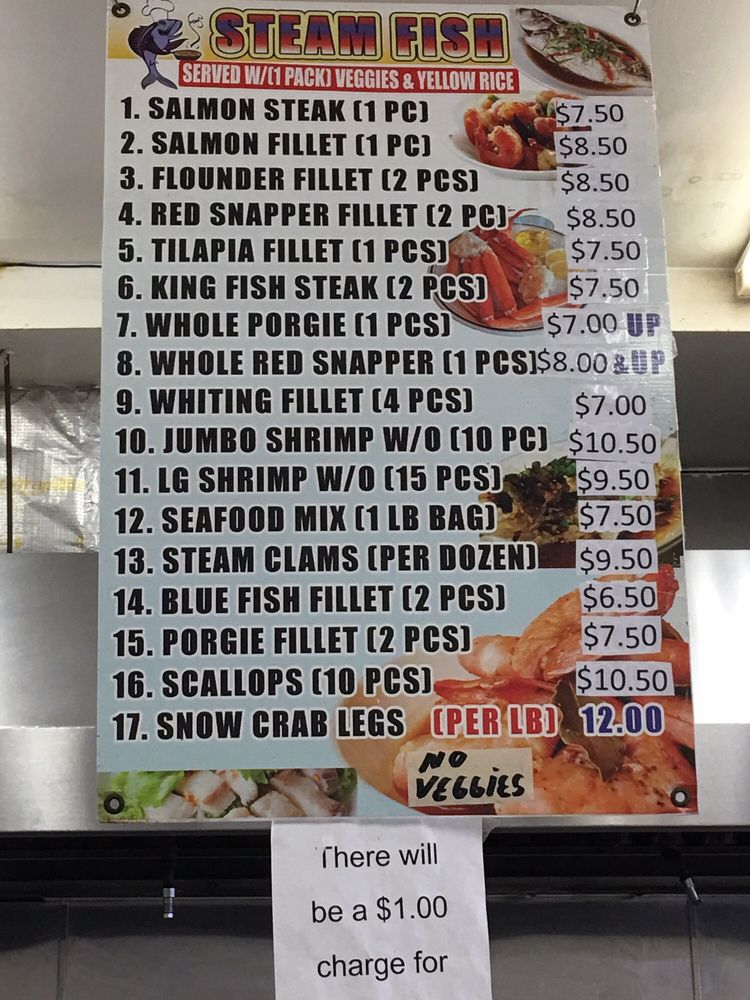 STEAM FISH
SERVED W/(1 PACK) VEGGIES & YELLOW RICE
1. SALMON STEAK (1 PC) $7.50
2. SALMON FILLET (1 PC) $8.50
3. FLOUNDER FILLET (2 PCS) $8.50
4. RED SNAPPER FILLET (2 PC) $8.50
5. TILAPIA FILLET (1 PCS) $7.50
6. KING FISH STEAK (2 PCS) $7.50
7. WHOLE PORGIE (1 PCS) $7.00 UP
8. WHOLE RED SNAPPER (1 PCS) $8.00 & UP
9. WHITING FILLET (4 PCS) $7.00
10. JUMBO SHRIMP W/O (10 PC) $10.50
11. LG SHRIMP W/O (15 PCS) $9.50
12. SEAFOOD MIX (1 LB BAG) $7.50
13. STEAM CLAMS (PER DOZEN) $9.50
14. BLUE FISH FILLET (2 PCS) $6.50
15. PORGIE FILLET (2 PCS) $7.50
16. SCALLOPS (10 PCS) $10.50
17. SNOW CRAB LEGS (PER LB) 12.00
NO
VEGGIES
There will
be a $1.00
charge for